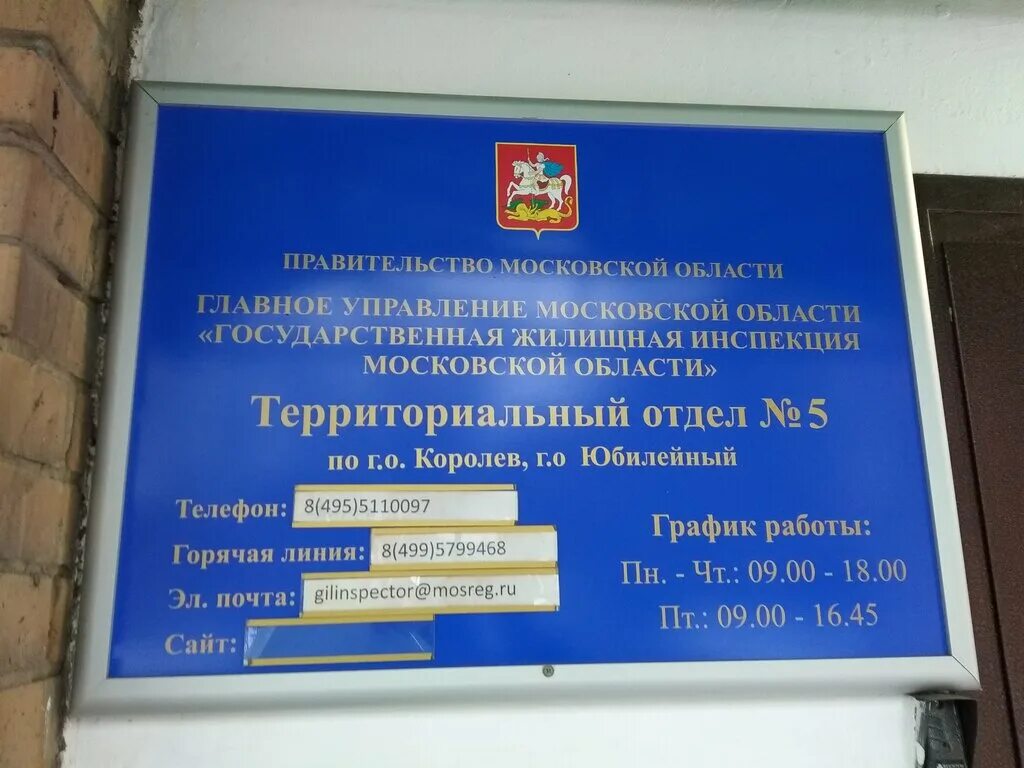 ПРАВИТЕЛЬСТВО МОСКОВСКОЙ ОБЛАСТИ
ГЛАВНОЕ УПРАВЛЕНИЕ МОСКОВСКОЙ ОБЛАСТИ
«ГОСУДАРСТВЕННАЯ ЖИЛИЩНАЯ ИНСПЕКЦИЯ
МОСКОВСКОЙ ОБЛАСТИ»
Территориальный отдел №5
по г.о. Королев, г.о Юбилейный
Телефон: 8(495)5110097
Горячая линия: 8(499)5799468
Эл. почта: gilinspector@mosreg.ru
Сайт:
График работы:
Пн. - Чт.: 09.00 - 18.00
Пт.: 09.00 - 16.45